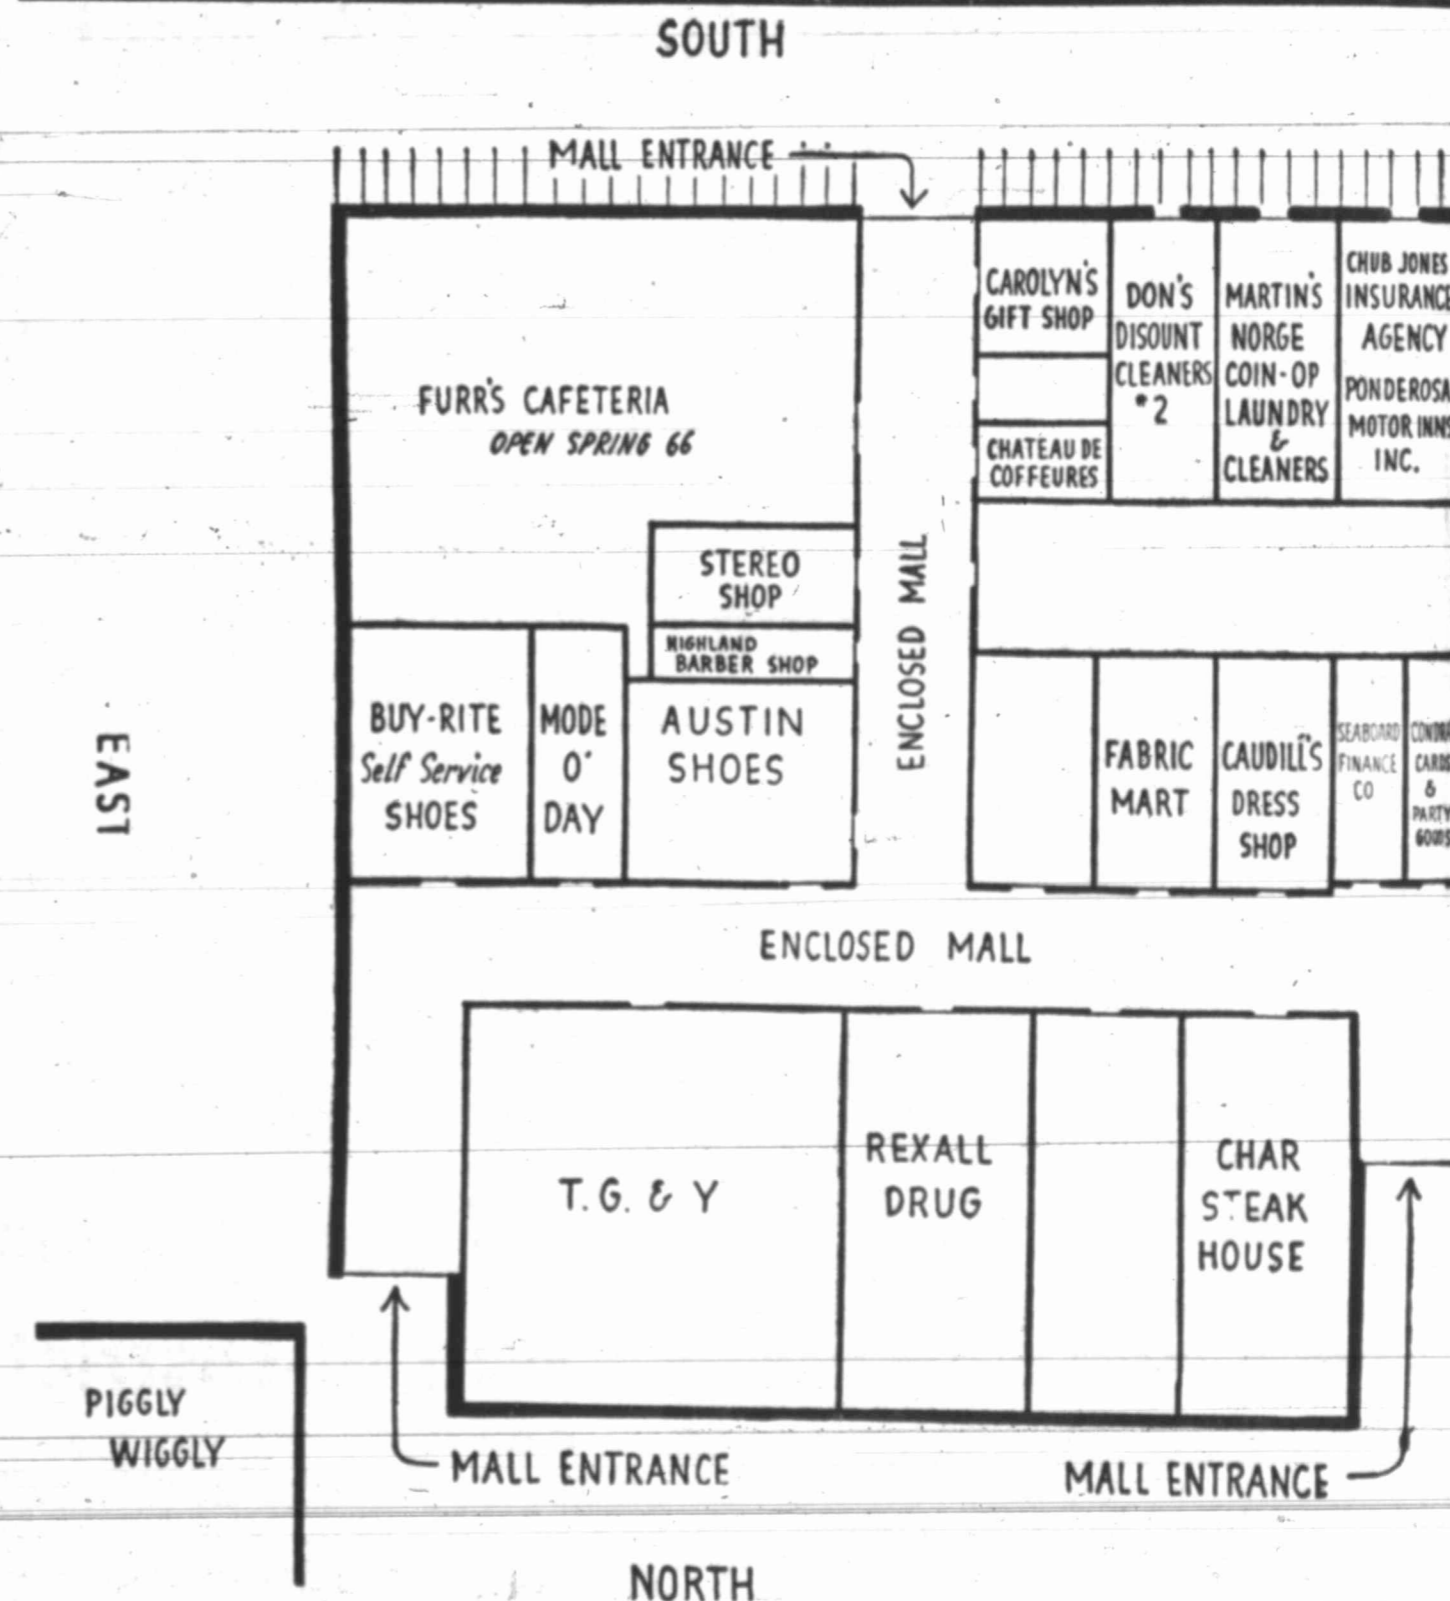 SOUTH
MALL ENTRANCE
FURR'S CAFETERIA
OPEN SPRING 66
STEREO
SHOP
HIGHLAND
BARBER SHOP
BUY-RITE
Self Service
SHOES
MODE
O'
DAY
AUSTIN
SHOES
ENCLOSED MALL
CAROLYN'S
GIFT SHOP
CHATEAU DE
COFFEURES
DON'S
DISOUNT
CLEANERS
#2
MARTIN'S
NORGE
COIN-OP
LAUNDRY
&
CLEANERS
CHUB JONES
INSURANCE
AGENCY
PONDEROSA
MOTOR INNS
INC.
FABRIC
MART
CAUDILL'S
DRESS
SHOP
SEABOARD
FINANCE
CO
CARDS
&
PARTY
GOODS
EAST
ENCLOSED MALL
T. G. & Y
REXALL
DRUG
CHAR
STEAK
HOUSE
PIGGLY
WIGGLY
MALL ENTRANCE
MALL ENTRANCE
NORTH